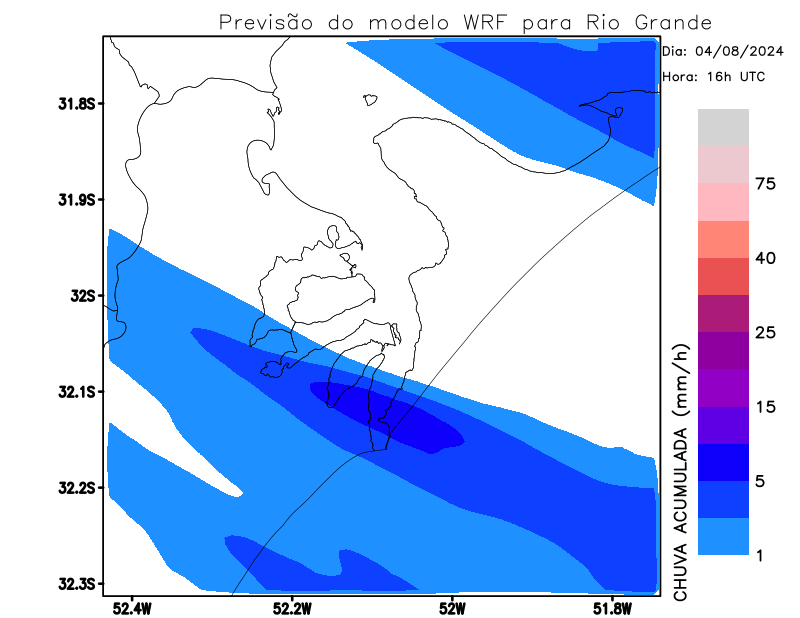 Previsão do modelo WRF para Rio Grande
Dia: 04/08/2024
Hora: 16h UTC
31.8S
31.9S
32S
32.1S
32.2S
32.3S
52.4W
52.2W
52W
51.8W
75
40
25
15
5
1
CHUVA ACUMULADA (mm/h)